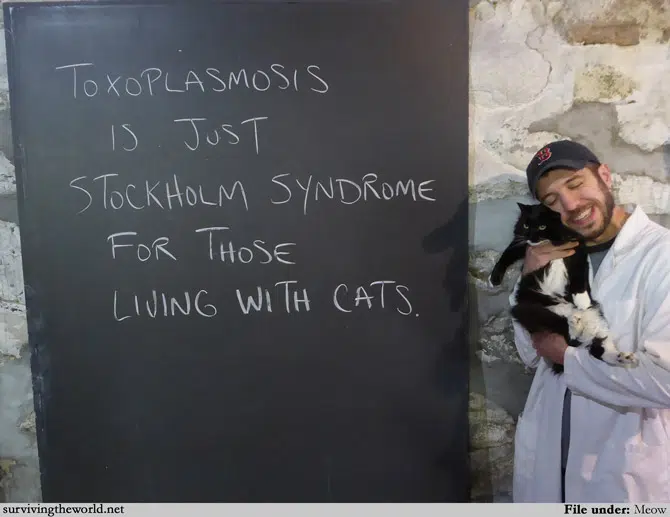 TOXOPLASMOSIS
IS JUST
STOCKHOLM SYNDROME
FOR THOSE
LIVING WITH CATS.
B
survivingtheworld.net
File under: Meow